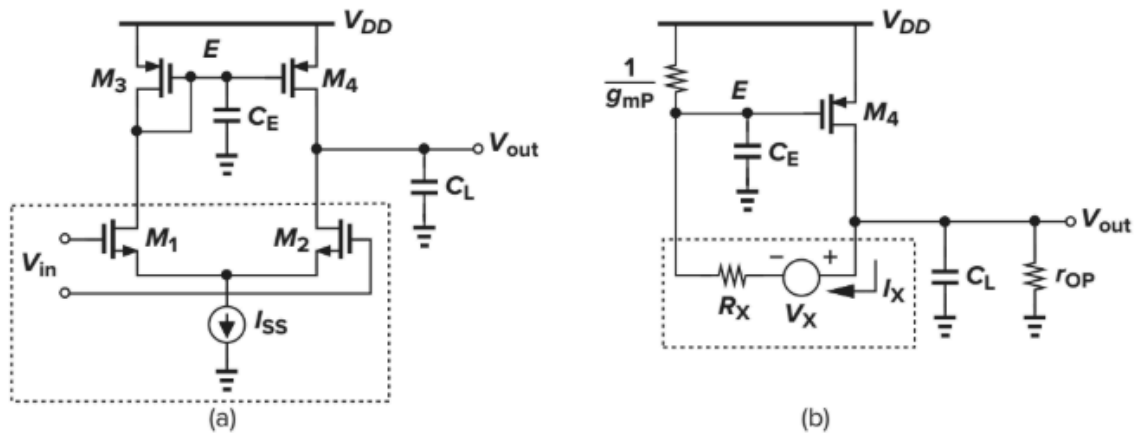 V_DD
E
M_3
M_4
C_E
V_out
C_L
M_1
M_2
V_in
I_SS
(a)
V_DD
1
g_mP
E
M_4
C_E
V_out
R_X
V_X
I_X
C_L
r_OP
− +
(b)